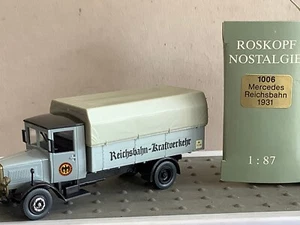 ROSKOPF
NOSTALGIE
1006
Mercedes
Reichsbahn
1931
Reichsbahn-Kraftverkehr
1:87